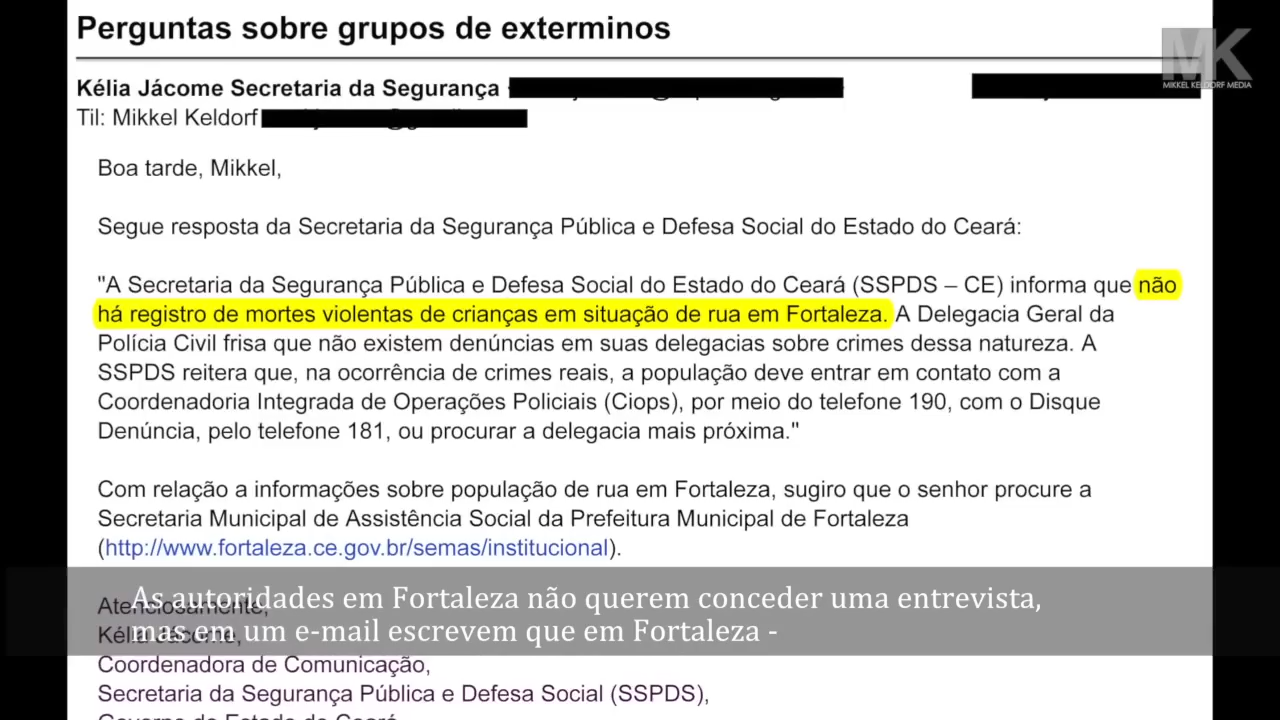 Perguntas sobre grupos de exterminos
MK
MIKKEL KELDORF MEDIA
Kélia Jácome Secretaria da Segurança
Til: Mikkel Keldorf
Boa tarde, Mikkel,
Segue resposta da Secretaria da Segurança Pública e Defesa Social do Estado do Ceará:
"A Secretaria da Segurança Pública e Defesa Social do Estado do Ceará (SSPDS – CE) informa que não
há registro de mortes violentas de crianças em situação de rua em Fortaleza. A Delegacia Geral da
Polícia Civil frisa que não existem denúncias em suas delegacias sobre crimes dessa natureza. A
SSPDS reitera que, na ocorrência de crimes reais, a população deve entrar em contato com a
Coordenadoria Integrada de Operações Policiais (Ciops), por meio do telefone 190, com o Disque
Denúncia, pelo telefone 181, ou procurar a delegacia mais próxima."
Com relação a informações sobre população de rua em Fortaleza, sugiro que o senhor procure a
Secretaria Municipal de Assistência Social da Prefeitura Municipal de Fortaleza
(http://www.fortaleza.ce.gov.br/semas/institucional).
Atenciosamente,
As autoridades em Fortaleza não querem conceder uma entrevista,
Kélia Jácome,
mas em um e-mail escrevem que em Fortaleza -
Coordenadora de Comunicação,
Secretaria da Segurança Pública e Defesa Social (SSPDS),
Governo do Estado do Ceará